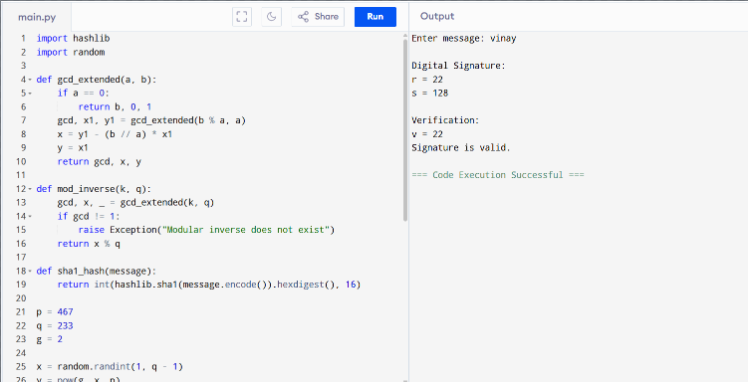 main.py
Share
Run
1 import hashlib
2 import random
3
4 def gcd_extended(a, b):
5 if a == 0:
6 return b, 0, 1
7 gcd, x1, y1 = gcd_extended(b % a, a)
8 x = y1 - (b // a) * x1
9 y = x1
10 return gcd, x, y
11
12 def mod_inverse(k, q):
13 gcd, x, _ = gcd_extended(k, q)
14 if gcd != 1:
15 raise Exception("Modular inverse does not exist")
16 return x % q
17
18 def sha1_hash(message):
19 return int(hashlib.sha1(message.encode()).hexdigest(), 16)
20
21 p = 467
22 q = 233
23 g = 2
24
25 x = random.randint(1, q - 1)
26 y = pow(g, x, p)
Output
Enter message: vinay
Digital Signature:
r = 22
s = 128
Verification:
v = 22
Signature is valid.
=== Code Execution Successful ===